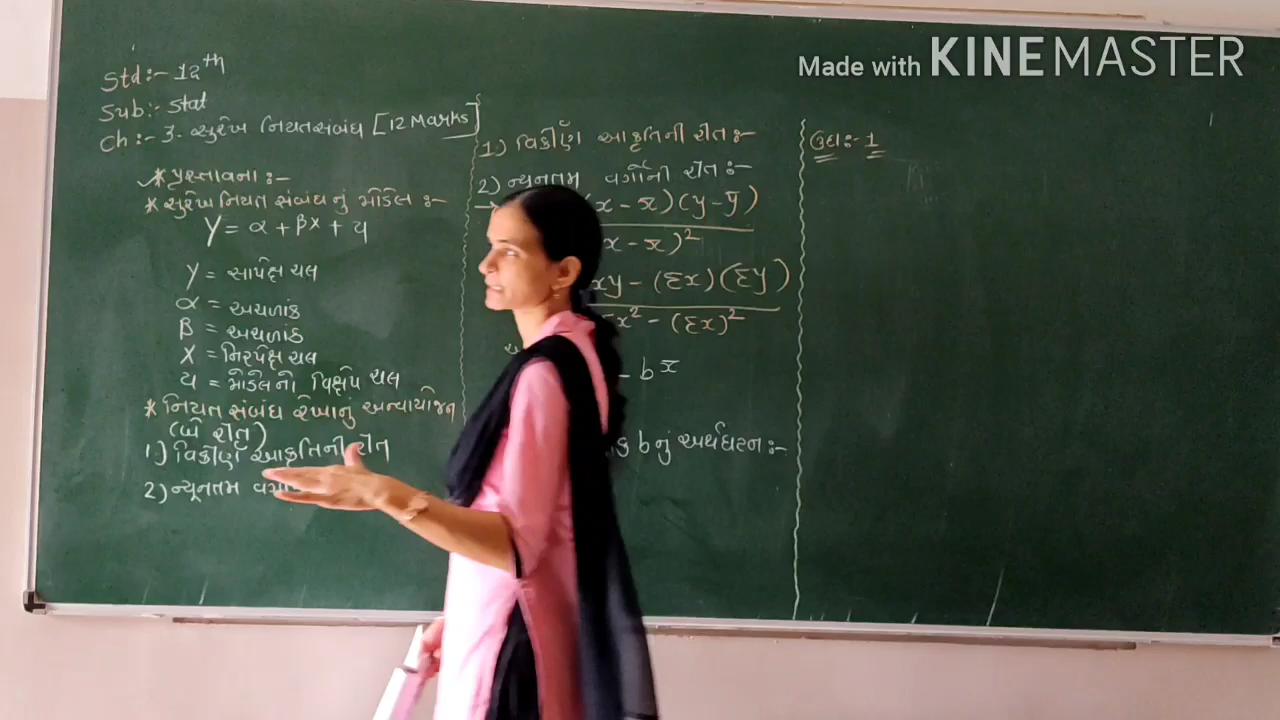 Made with KINEMASTER
Std:- 12th
Sub:- Stat
Ch:- 3. સુરેખ નિયતસંબંધ [12 Marks]
* પ્રસ્તાવના :-
* સુરેખ નિયત સંબંધ નું મોડેલ :-
Y = α + βX + u
Y = સાપેક્ષ ચલ
α = અચળાંક
β = અચળાંક
X = નિરપેક્ષ ચલ
u = મોડેલનો વિક્ષેપ ચલ
* નિયત સંબંધ રેખાનું અન્વાયોજન
(બે રીત)
1) વિકીર્ણ આકૃતિની રીત
2) ન્યૂનતમ
1) વિકીર્ણ આકૃતિની રીત :-
2) ન્યૂનતમ વર્ગોની રીત :-
(x - x̄)(y - ȳ)
x - x̄)²
xy - (Σx)(Σy)
Σx² - (Σx)²
- bx̄
b નું અર્થઘટન :-
ઉદા :- 1